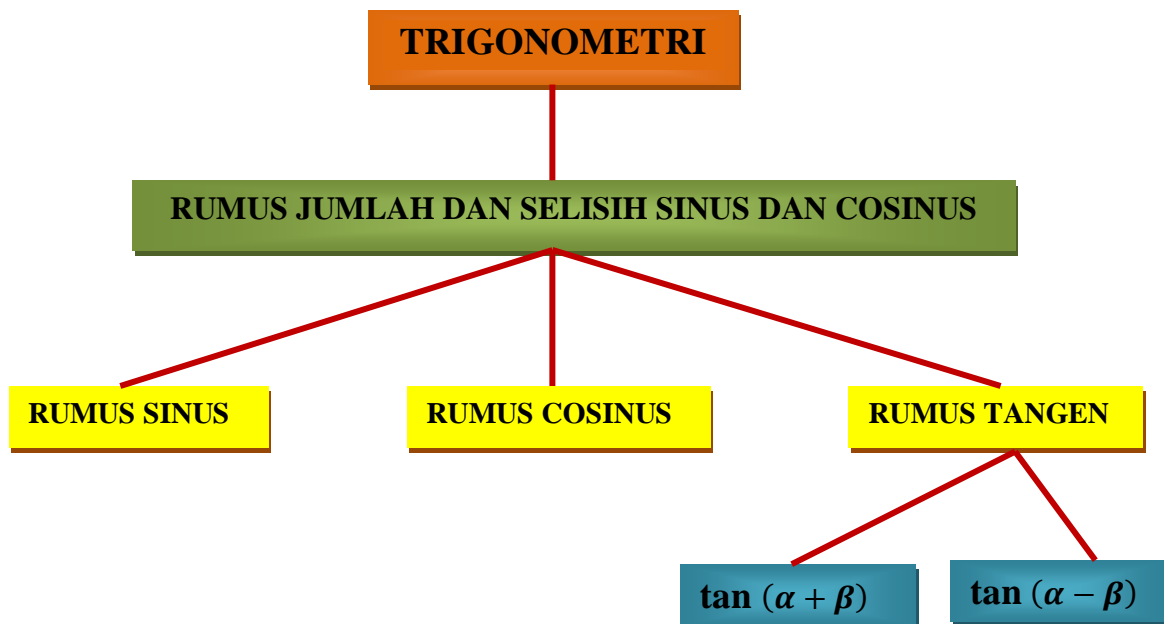 TRIGONOMETRI
RUMUS JUMLAH DAN SELISIH SINUS DAN COSINUS
RUMUS SINUS
RUMUS COSINUS
RUMUS TANGEN
tan (𝜶 + 𝜷)
tan (𝜶 − 𝜷)